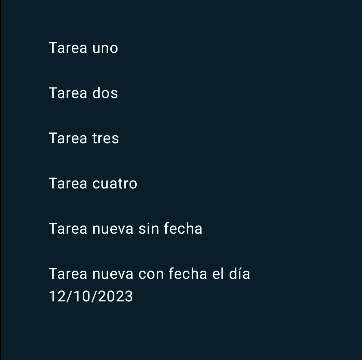 Tarea uno
Tarea dos
Tarea tres
Tarea cuatro
Tarea nueva sin fecha
Tarea nueva con fecha el día
12/10/2023